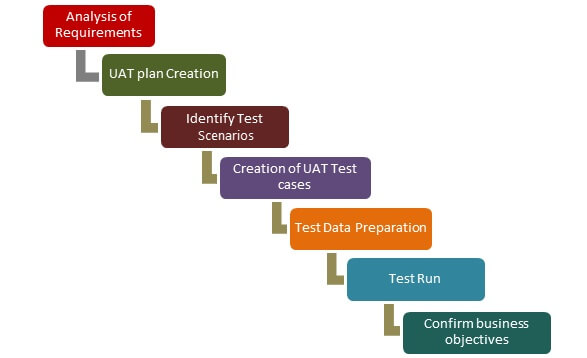 Analysis of
Requirements
UAT plan Creation
Identify Test
Scenarios
Creation of UAT Test
cases
Test Data Preparation
Test Run
Confirm business
objectives